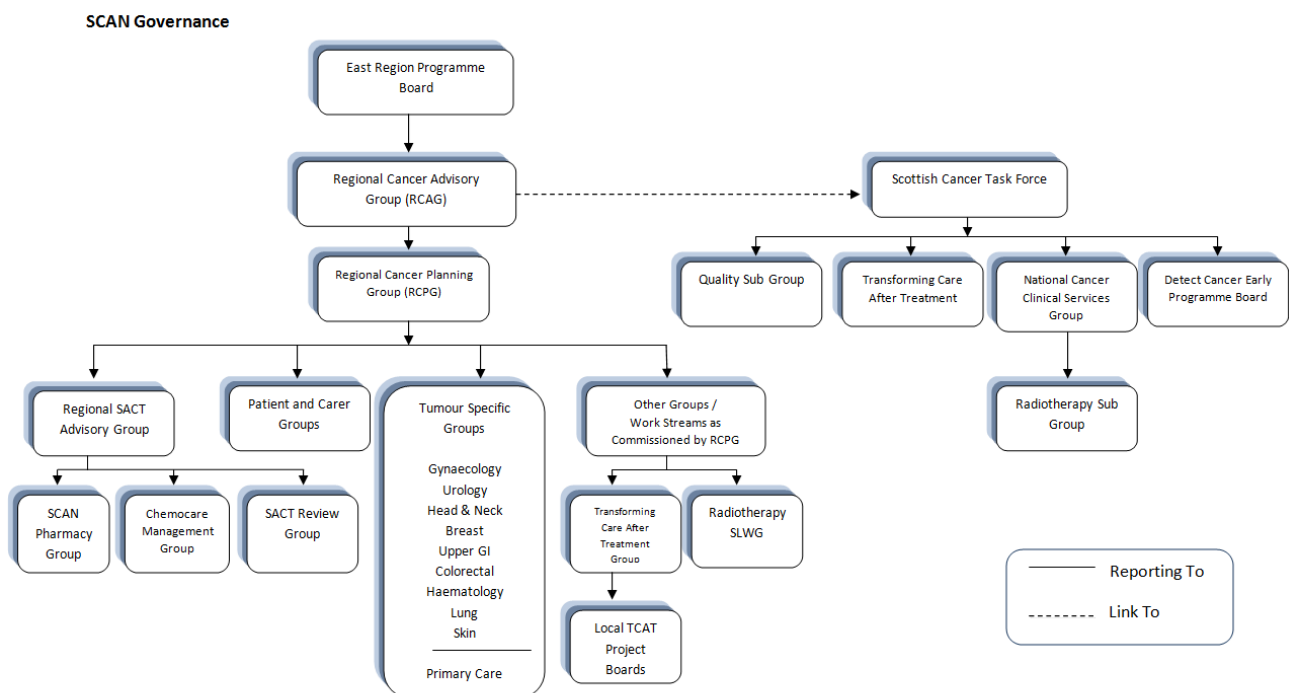 SCAN Governance
East Region Programme
Board
Regional Cancer Advisory
Group (RCAG)
Scottish Cancer Task Force
Regional Cancer Planning
Group (RCPG)
Quality Sub Group
Transforming Care
After Treatment
National Cancer
Clinical Services
Group
Detect Cancer Early
Programme Board
Radiotherapy Sub
Group
Regional SACT
Advisory Group
Patient and Carer
Groups
Tumour Specific
Groups
Gynaecology
Urology
Head & Neck
Breast
Upper GI
Colorectal
Haematology
Lung
Skin
Primary Care
Other Groups /
Work Streams as
Commissioned by RCPG
SCAN
Pharmacy
Group
Chemocare
Management
Group
SACT Review
Group
Transforming
Care After
Treatment
Group
Radiotherapy
SLWG
Local TCAT
Project
Boards
Reporting To
Link To